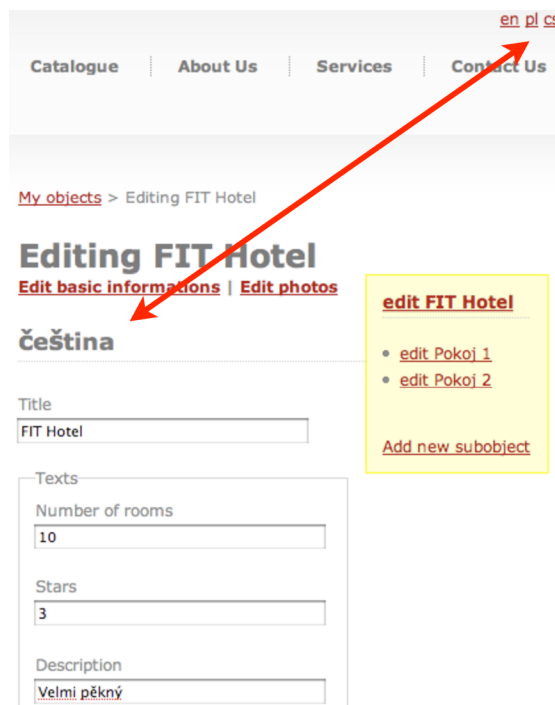 en pl cs
Catalogue About Us Services Contact Us
My objects > Editing FIT Hotel
Editing FIT Hotel
Edit basic informations | Edit photos
čeština
Title
FIT Hotel
Texts
Number of rooms
10
Stars
3
Description
Velmi pěkný
edit FIT Hotel
edit Pokoj 1
edit Pokoj 2
Add new subobject